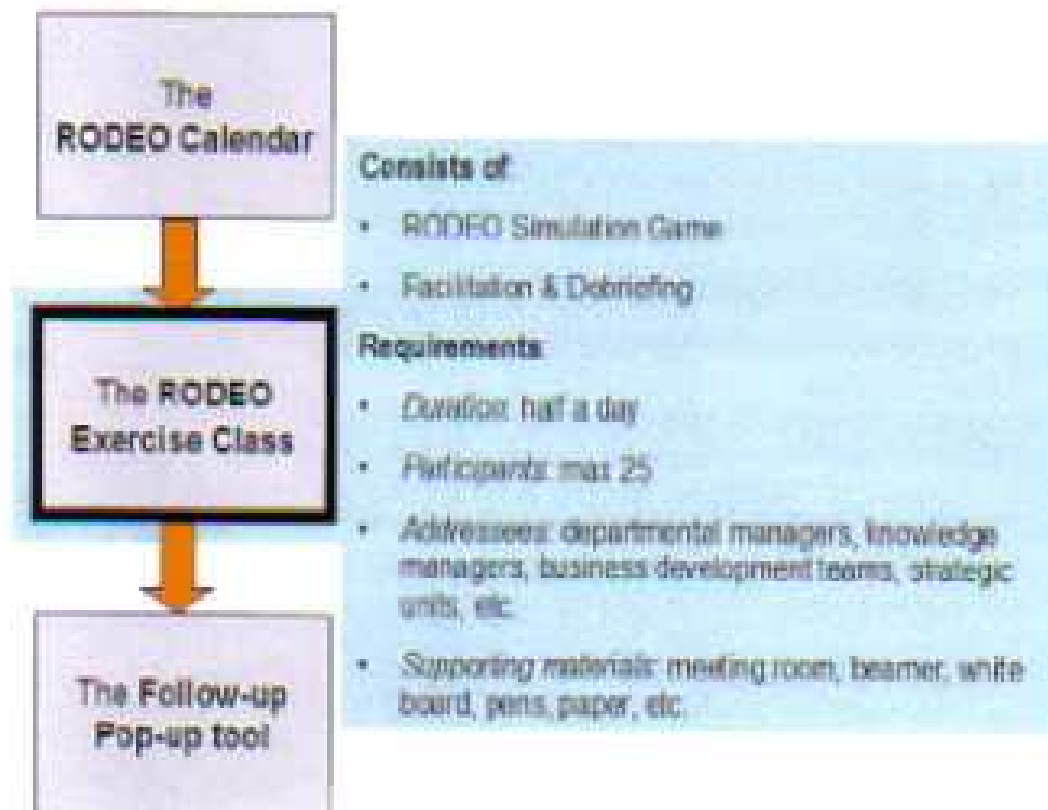 The
RODEO Calendar
Consists of
• RODEO Simulation Game
• Facilitation & Debriefing
The RODEO
Exercise Class
Requirements
• Duration: half a day
• Participants: max 25
• Addressees: departmental managers, knowledge
managers, business development teams, strategic
units, etc.
• Supporting materials: meeting room, beamer, white
board, pens, paper, etc.
The Follow-up
Pop-up tool